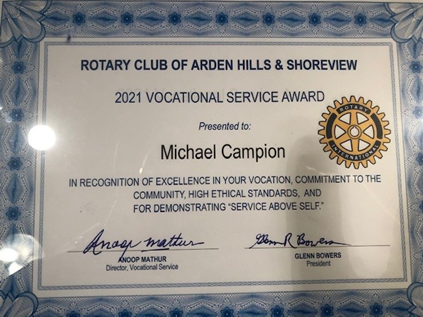 ROTARY CLUB OF ARDEN HILLS & SHOREVIEW
2021 VOCATIONAL SERVICE AWARD
Presented to:
Michael Campion
ROTARY
INTERNATIONAL
IN RECOGNITION OF EXCELLENCE IN YOUR VOCATION, COMMITMENT TO THE
COMMUNITY, HIGH ETHICAL STANDARDS, AND
FOR DEMONSTRATING "SERVICE ABOVE SELF."
Anoop Mathur
Glenn R Bowers
ANOOP MATHUR
GLENN BOWERS
Director, Vocational Service
President